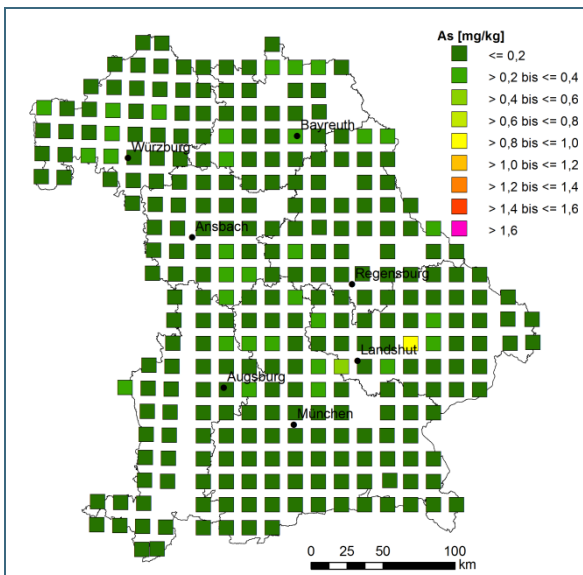 As [mg/kg]
<= 0,2
> 0,2 bis <= 0,4
> 0,4 bis <= 0,6
> 0,6 bis <= 0,8
> 0,8 bis <= 1,0
> 1,0 bis <= 1,2
> 1,2 bis <= 1,4
> 1,4 bis <= 1,6
> 1,6
Bayreuth
Würzburg
Ansbach
Regensburg
Landshut
Augsburg
München
0 25 50 100
km